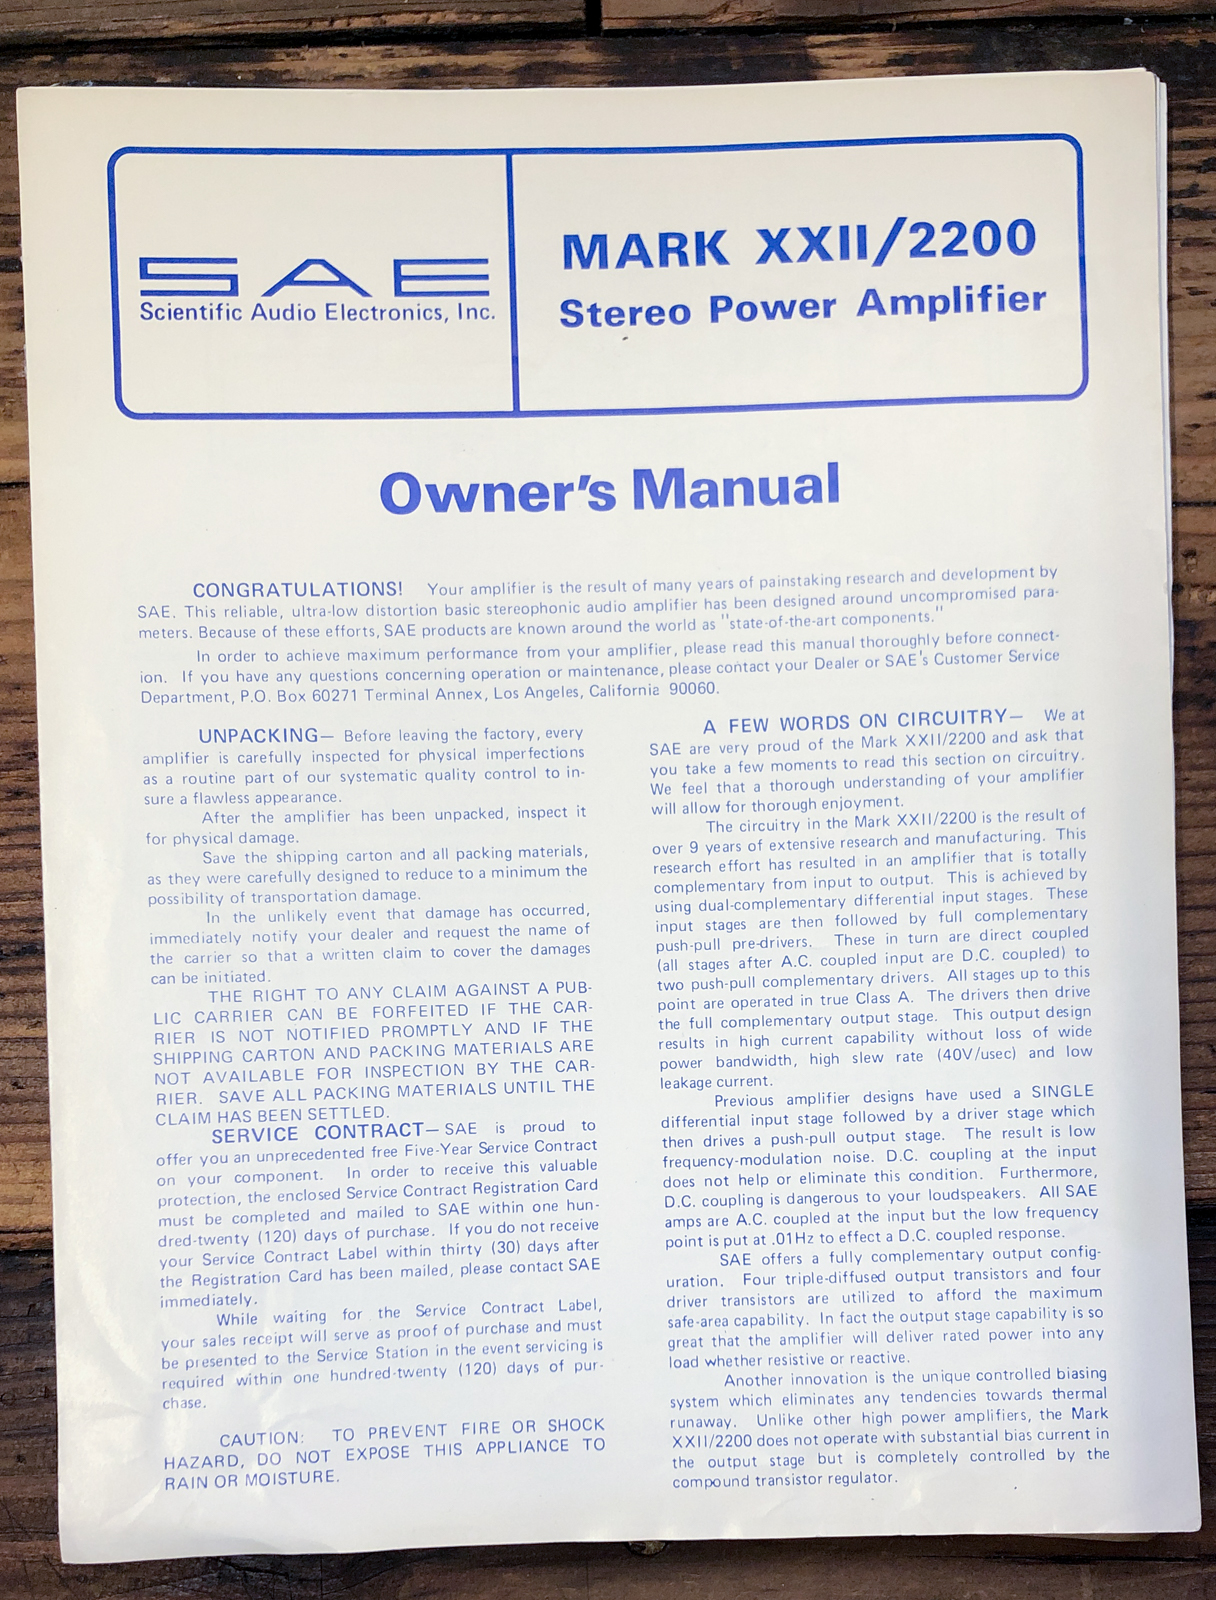 SAE
Scientific Audio Electronics, Inc.
MARK XXII/2200
Stereo Power Amplifier
Owner's Manual
CONGRATULATIONS! Your amplifier is the result of many years of painstaking research and development by
SAE. This reliable, ultra-low distortion basic stereophonic audio amplifier has been designed around uncompromised para-
meters. Because of these efforts, SAE products are known around the world as "state-of-the-art components."
In order to achieve maximum performance from your amplifier, please read this manual thoroughly before connect-
ion. If you have any questions concerning operation or maintenance, please contact your Dealer or SAE's Customer Service
Department, P.O. Box 60271 Terminal Annex, Los Angeles, California 90060.
UNPACKING— Before leaving the factory, every
amplifier is carefully inspected for physical imperfections
as a routine part of our systematic quality control to in-
sure a flawless appearance.
After the amplifier has been unpacked, inspect it
for physical damage.
Save the shipping carton and all packing materials,
as they were carefully designed to reduce to a minimum the
possibility of transportation damage.
In the unlikely event that damage has occurred,
immediately notify your dealer and request the name of
the carrier so that a written claim to cover the damages
can be initiated.
THE RIGHT TO ANY CLAIM AGAINST A PUB-
LIC CARRIER CAN BE FORFEITED IF THE CAR-
RIER IS NOT NOTIFIED PROMPTLY AND IF THE
SHIPPING CARTON AND PACKING MATERIALS ARE
NOT AVAILABLE FOR INSPECTION BY THE CAR-
RIER. SAVE ALL PACKING MATERIALS UNTIL THE
CLAIM HAS BEEN SETTLED.
SERVICE CONTRACT— SAE is proud to
offer you an unprecedented free Five-Year Service Contract
on your component. In order to receive this valuable
protection, the enclosed Service Contract Registration Card
must be completed and mailed to SAE within one hun-
dred-twenty (120) days of purchase. If you do not receive
your Service Contract Label within thirty (30) days after
the Registration Card has been mailed, please contact SAE
immediately.
While waiting for the Service Contract Label,
your sales receipt will serve as proof of purchase and must
be presented to the Service Station in the event servicing is
required within one hundred-twenty (120) days of pur-
chase.
CAUTION: TO PREVENT FIRE OR SHOCK
HAZARD, DO NOT EXPOSE THIS APPLIANCE TO
RAIN OR MOISTURE.
A FEW WORDS ON CIRCUITRY— We at
SAE are very proud of the Mark XXII/2200 and ask that
you take a few moments to read this section on circuitry.
We feel that a thorough understanding of your amplifier
will allow for thorough enjoyment.
The circuitry in the Mark XXII/2200 is the result of
over 9 years of extensive research and manufacturing. This
research effort has resulted in an amplifier that is totally
complementary from input to output. This is achieved by
using dual-complementary differential input stages. These
input stages are then followed by full complementary
push-pull pre-drivers. These in turn are direct coupled
(all stages after A.C. coupled input are D.C. coupled) to
two push-pull complementary drivers. All stages up to this
point are operated in true Class A. The drivers then drive
the full complementary output stage. This output design
results in high current capability without loss of wide
power bandwidth, high slew rate (40V/usec) and low
leakage current.
Previous amplifier designs have used a SINGLE
differential input stage followed by a driver stage which
then drives a push-pull output stage. The result is low
frequency-modulation noise. D.C. coupling at the input
does not help or eliminate this condition. Furthermore,
D.C. coupling is dangerous to your loudspeakers. All SAE
amps are A.C. coupled at the input but the low frequency
point is put at .01Hz to effect a D.C. coupled response.
SAE offers a fully complementary output config-
uration. Four triple-diffused output transistors and four
driver transistors are utilized to afford the maximum
safe-area capability. In fact the output stage capability is so
great that the amplifier will deliver rated power into any
load whether resistive or reactive.
Another innovation is the unique controlled biasing
system which eliminates any tendencies towards thermal
runaway. Unlike other high power amplifiers, the Mark
XXII/2200 does not operate with substantial bias current in
the output stage but is completely controlled by the
compound transistor regulator.